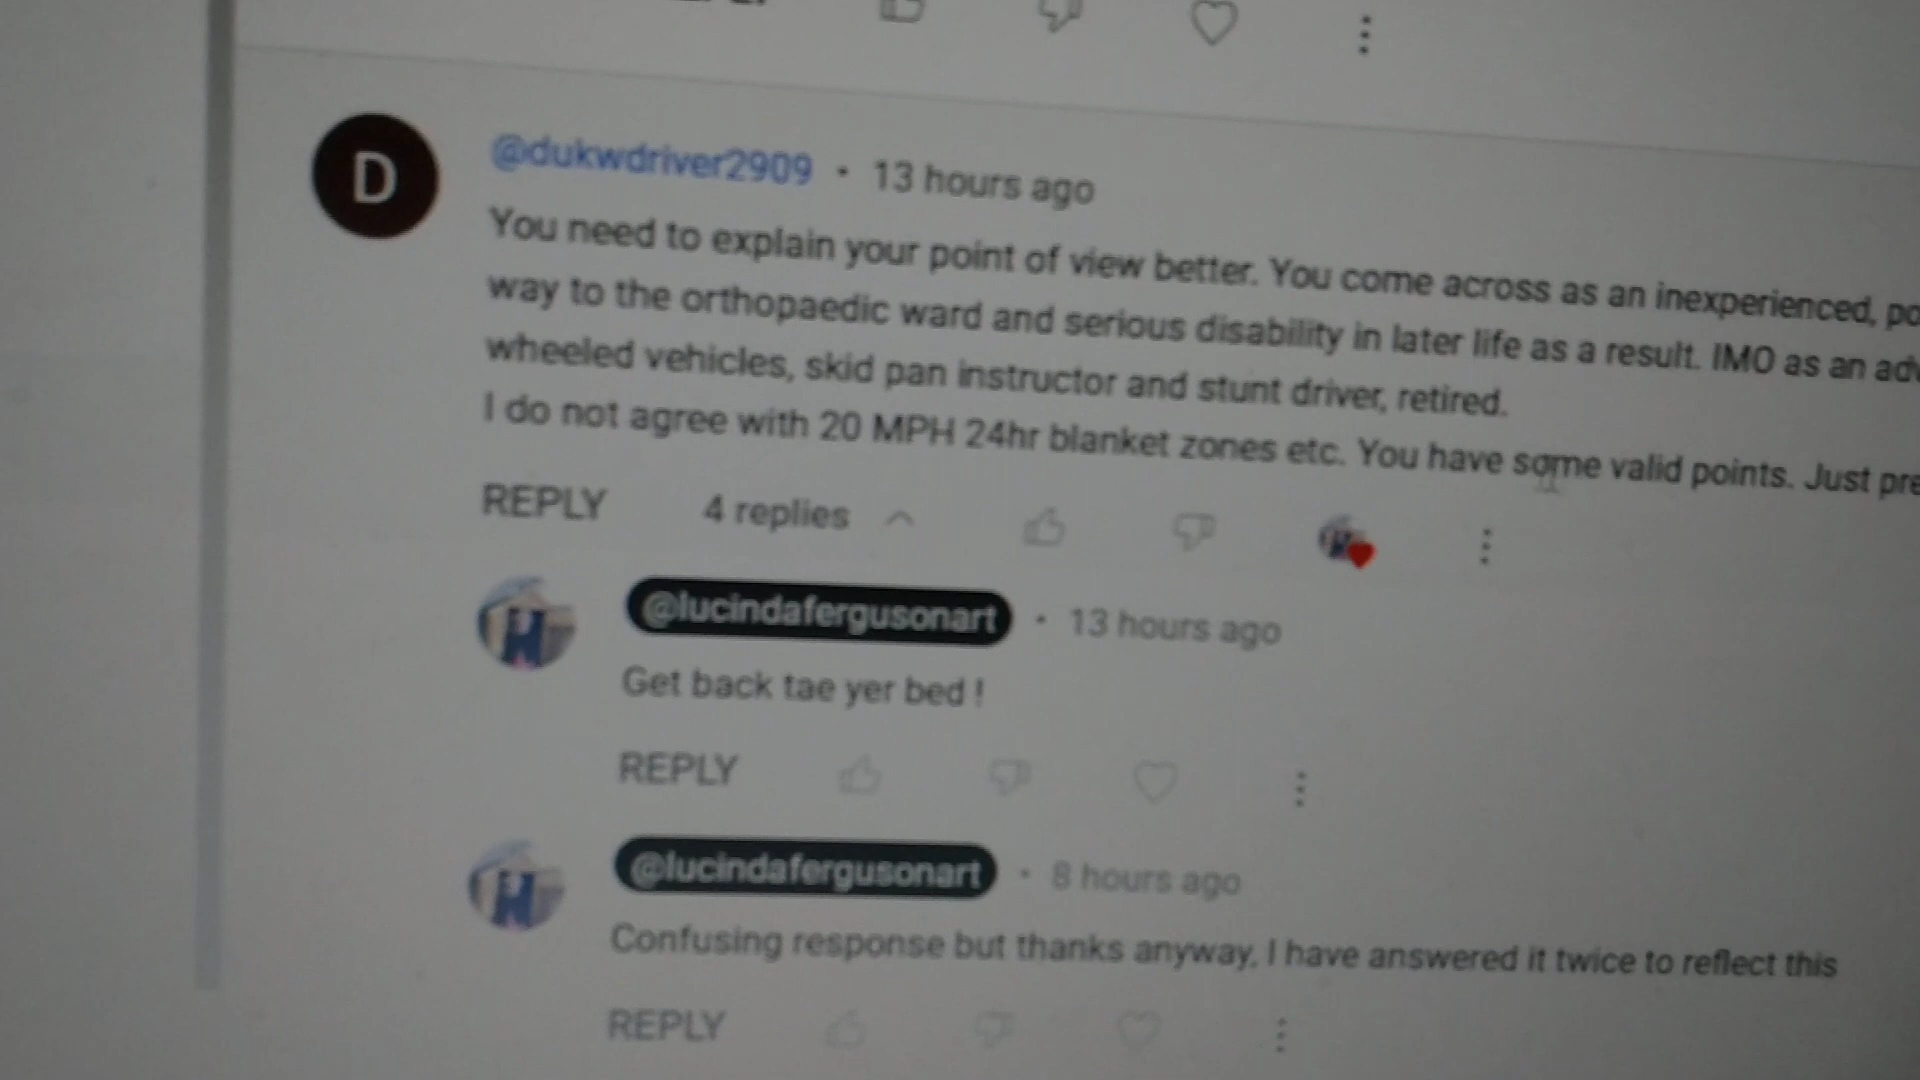 D
@dukwdriver2909 · 13 hours ago
You need to explain your point of view better. You come across as an inexperienced,
way to the orthopaedic ward and serious disability in later life as a result. IMO as an
wheeled vehicles, skid pan instructor and stunt driver, retired.
I do not agree with 20 MPH 24hr blanket zones etc. You have some valid points. Just
REPLY 4 replies
@lucindafergusonart · 13 hours ago
Get back tae yer bed !
REPLY
@lucindafergusonart · 8 hours ago
Confusing response but thanks anyway, I have answered it twice to reflect this
REPLY